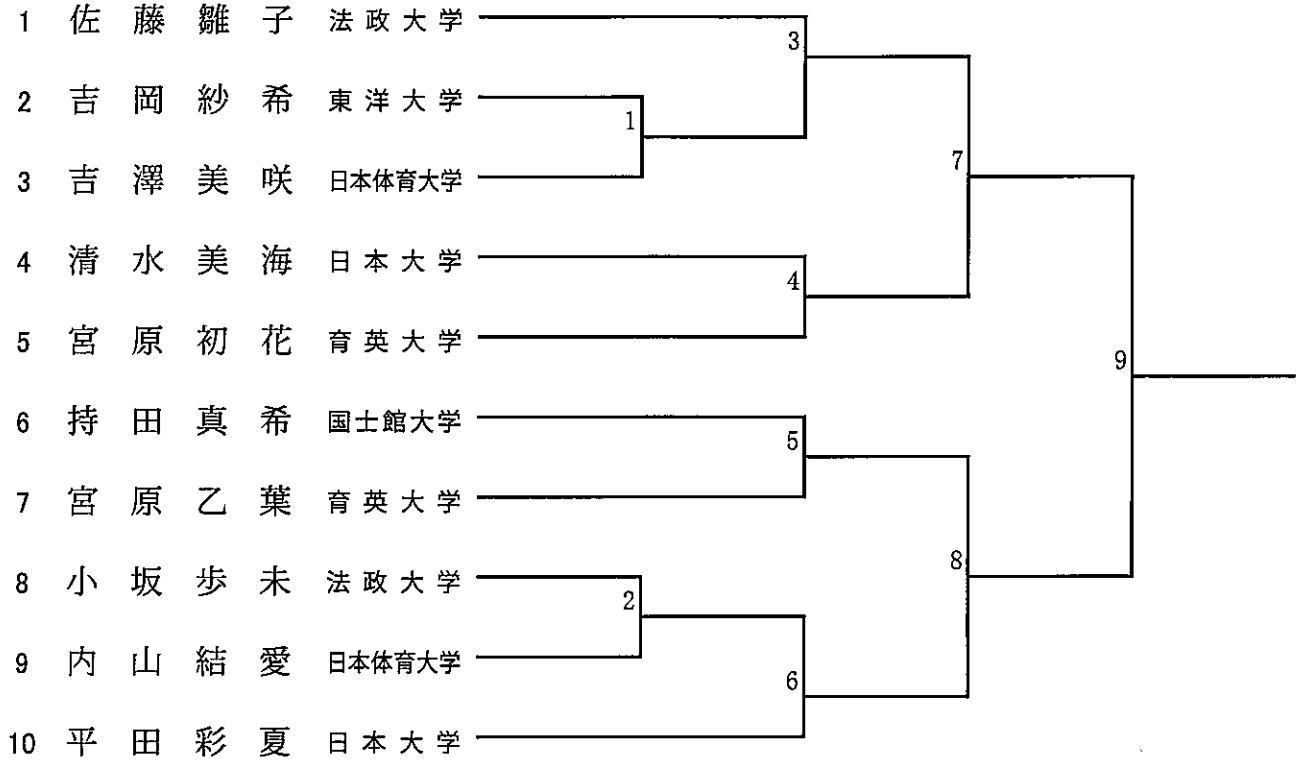 1 佐藤雛子 法政大学
3
2 吉岡紗希 東洋大学
1
7
3 吉澤美咲 日本体育大学
4 清水美海 日本大学
4
5 宮原初花 育英大学
9
6 持田真希 国士館大学
5
7 宮原乙葉 育英大学
8
8 小坂歩未 法政大学
2
9 内山結愛 日本体育大学
6
10 平田彩夏 日本大学